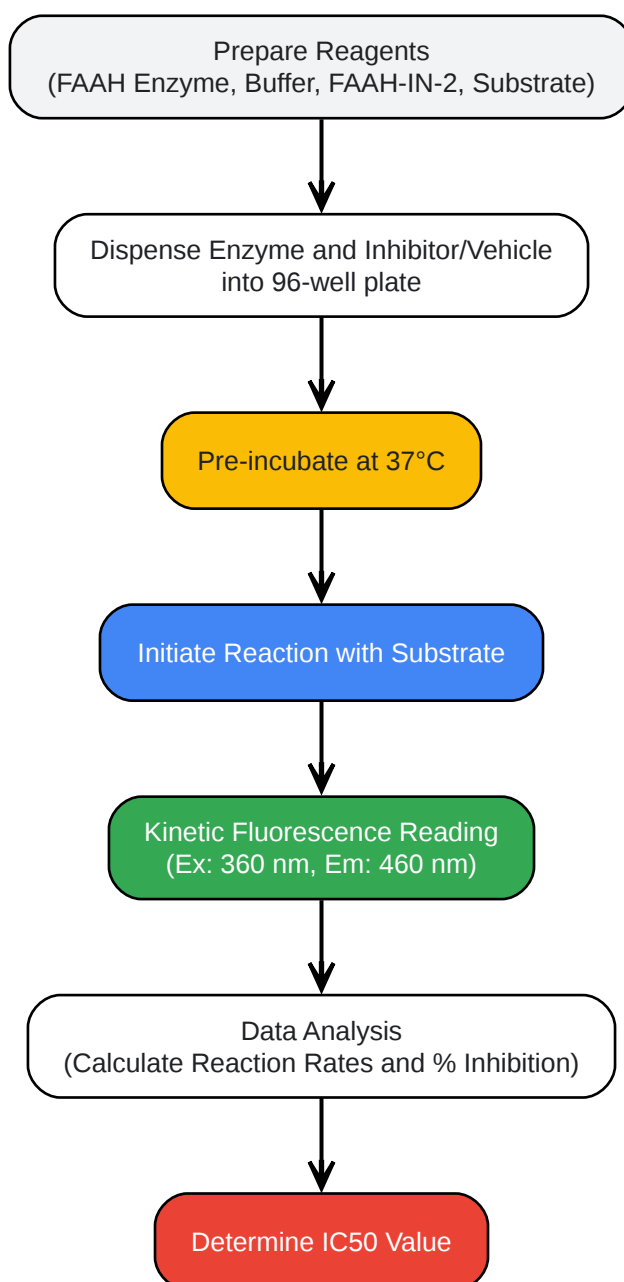 Prepare Reagents
(FAAH Enzyme, Buffer, FAAH-IN-2, Substrate)
Dispense Enzyme and Inhibitor/Vehicle
into 96-well plate
Pre-incubate at 37°C
Initiate Reaction with Substrate
Kinetic Fluorescence Reading
(Ex: 360 nm, Em: 460 nm)
Data Analysis
(Calculate Reaction Rates and % Inhibition)
Determine IC50 Value